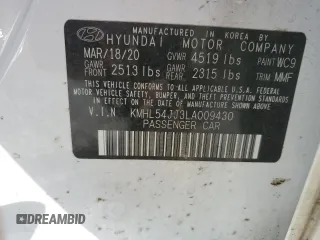 MANUFACTURED IN KOREA BY
HYUNDAI MOTOR COMPANY
MAR/18/20 GVWR 4519 lbs PAINT WC9
GAWR FRONT 2513 lbs GAWR REAR 2315 lbs TRIM MMF
THIS VEHICLE CONFORMS TO ALL APPLICABLE U.S.A. FEDERAL
MOTOR VEHICLE SAFETY, BUMPER, AND THEFT PREVENTION
STANDARDS IN EFFECT ON THE DATE OF MANUFACTURE SHOWN ABOVE.
V.I.N KMHL54JJ3LA009430
PASSENGER CAR
DREAMBID